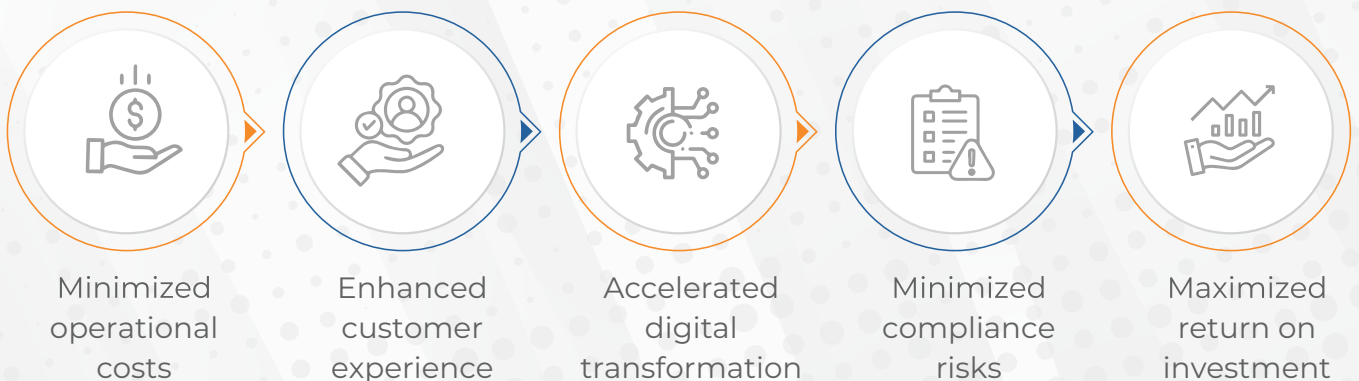 Minimized
operational
costs
Enhanced
customer
experience
Accelerated
digital
transformation
Minimized
compliance
risks
Maximized
return on
investment